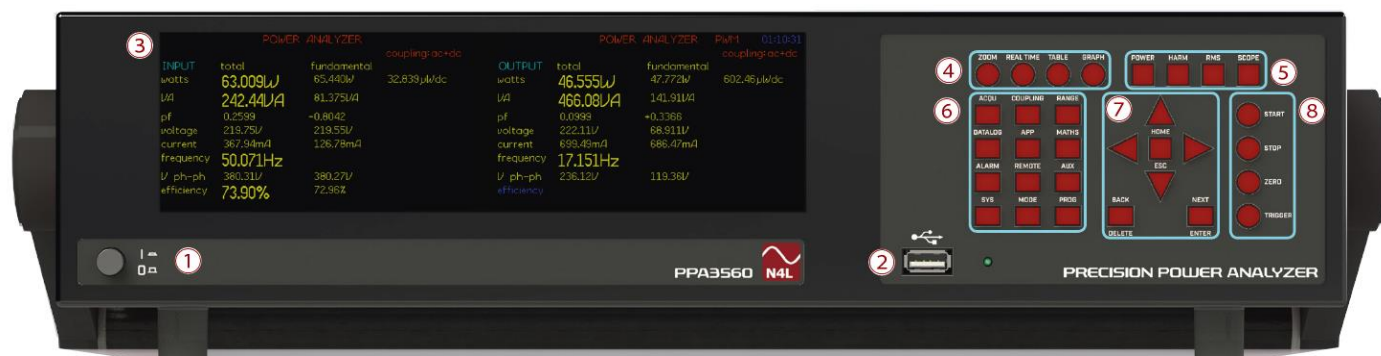 3
POWER ANALYZER
coupling:ac+dc
INPUT total fundamental
watts 63.009W 65.440W 32.839μWdc
VA 242.44VA 81.375VA
pf 0.2599 -0.8042
voltage 219.75V 219.55V
current 367.94mA 126.78mA
frequency 50.071Hz
V ph-ph 380.31V 380.27V
efficiency 73.90% 72.96%
POWER ANALYZER PWM 01:10:31
coupling:ac+dc
OUTPUT total fundamental
watts 46.555W 47.772W 602.46μWdc
VA 466.08VA 141.91VA
pf 0.0999 +0.3366
voltage 222.11V 68.911V
current 699.49mA 686.47mA
frequency 17.151Hz
V ph-ph 236.12V 119.36V
efficiency
4
ZOOM REAL TIME TABLE GRAPH
POWER HARM RMS SCOPE
5
6
ACQU COUPLING RANGE
DATALOG APP MATHS
ALARM REMOTE AUX
SYS MODE PROG
7
HOME
ESC
BACK NEXT
DELETE ENTER
8
START
STOP
ZERO
TRIGGER
I
0
1
PPA3560 N4L
2
PRECISION POWER ANALYZER